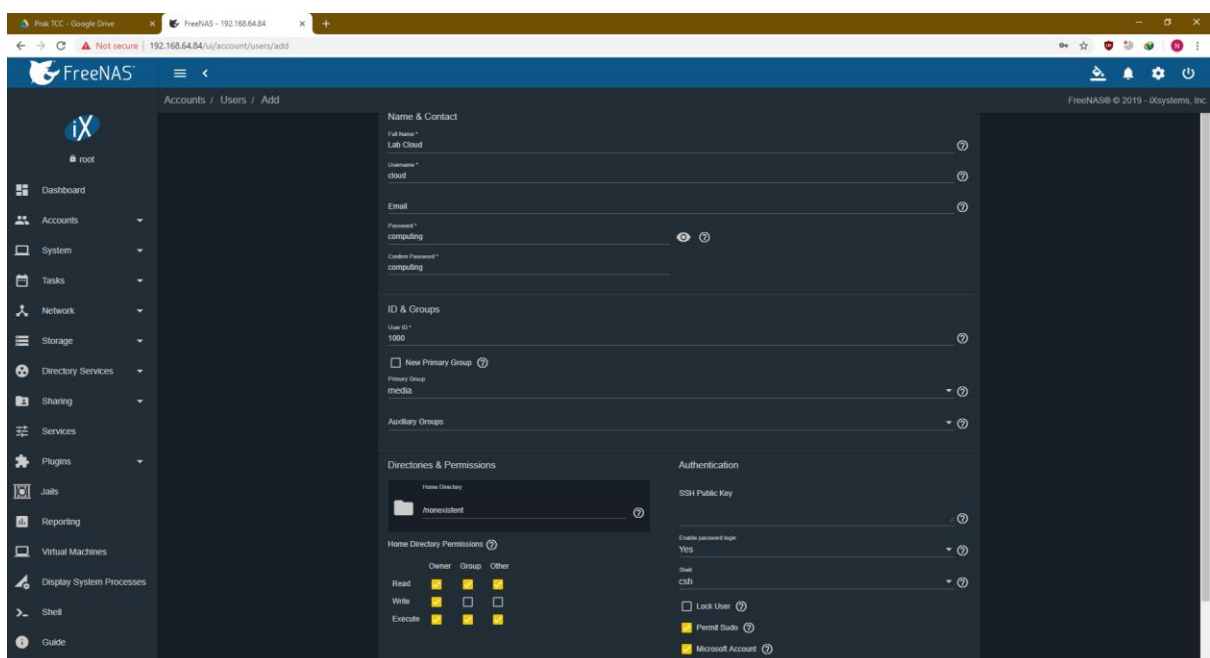 Prak TCC - Google Drive
FreeNAS - 192.168.64.84
Not secure 192.168.64.84/ui/account/users/add
FreeNAS
Accounts / Users / Add
FreeNAS® © 2019 - iXsystems, Inc.
iX
root
Dashboard
Accounts
System
Tasks
Network
Storage
Directory Services
Sharing
Services
Plugins
Jails
Reporting
Virtual Machines
Display System Processes
Shell
Guide
Name & Contact
Full Name *
Lab Cloud
Username *
cloud
Email
Password *
computing
Confirm Password *
computing
ID & Groups
User ID *
1000
New Primary Group
Primary Group
media
Auxiliary Groups
Directories & Permissions
Home Directory
/nonexistent
Home Directory Permissions
Owner Group Other
Read
Write
Execute
Authentication
SSH Public Key
Enable password login
Yes
Shell
csh
Lock User
Permit Sudo
Microsoft Account